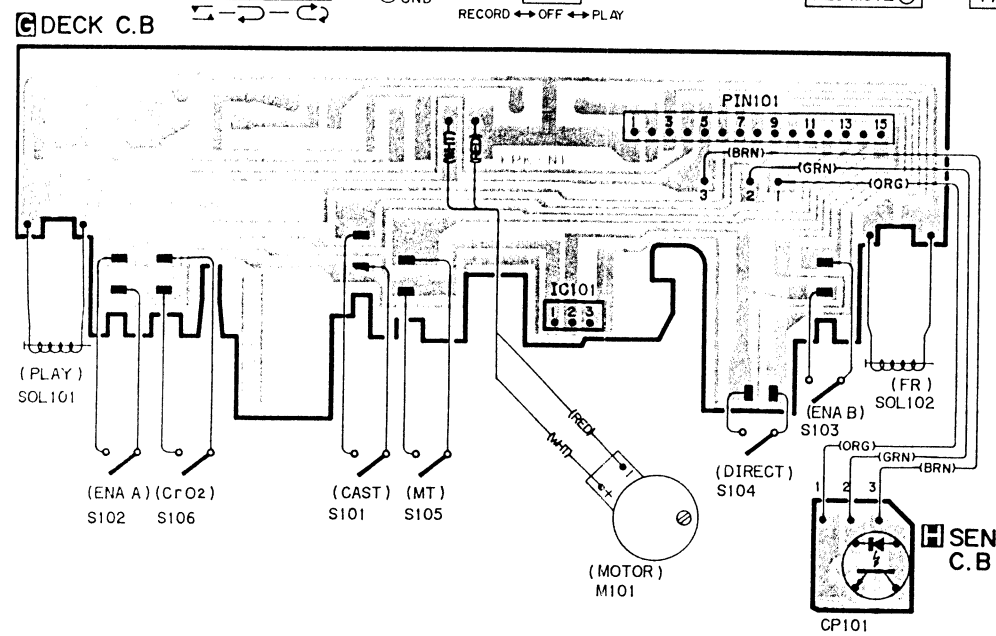 GND
RECORD ↔ OFF ↔ PLAY
G DECK C.B
PIN101
1 3 5 7 9 11 13 15
(WHT)
(RED)
(BRN)
(GRN)
(ORG)
3 2 1
IC101
1 2 3
(PLAY)
SOL101
(FR)
SOL102
(ENA B)
S103
(RED)
(WHT)
(ORG)
(GRN)
(BRN)
(DIRECT)
S104
(ENA A) (CrO2)
S102 S106
(CAST) (MT)
S101 S105
- +
1 2 3
H SEN
C.B
(MOTOR)
M101
CP101